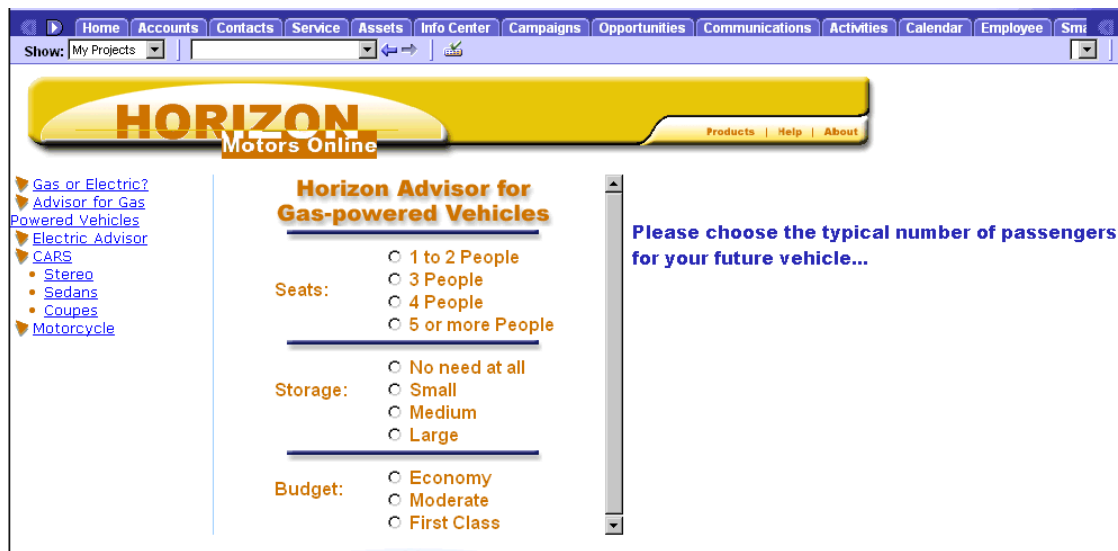 Home Accounts Contacts Service Assets Info Center Campaigns Opportunities Communications Activities Calendar Employee
Show: My Projects
HORIZON
Motors Online
Products | Help | About
Gas or Electric?
Advisor for Gas
Powered Vehicles
Electric Advisor
CARS
Stereo
Sedans
Coupes
Motorcycle
Horizon Advisor for
Gas-powered Vehicles
Seats:
1 to 2 People
3 People
4 People
5 or more People
Storage:
No need at all
Small
Medium
Large
Budget:
Economy
Moderate
First Class
Please choose the typical number of passengers
for your future vehicle...